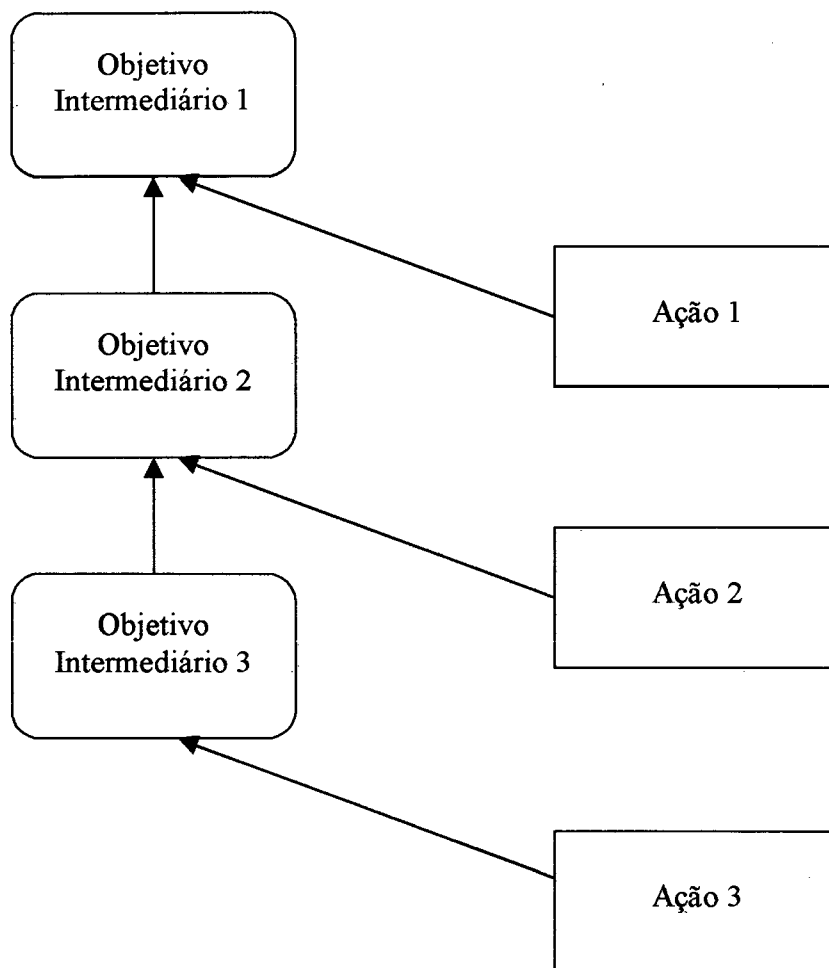 Objetivo
Intermediário 1
Ação 1
Objetivo
Intermediário 2
Ação 2
Objetivo
Intermediário 3
Ação 3